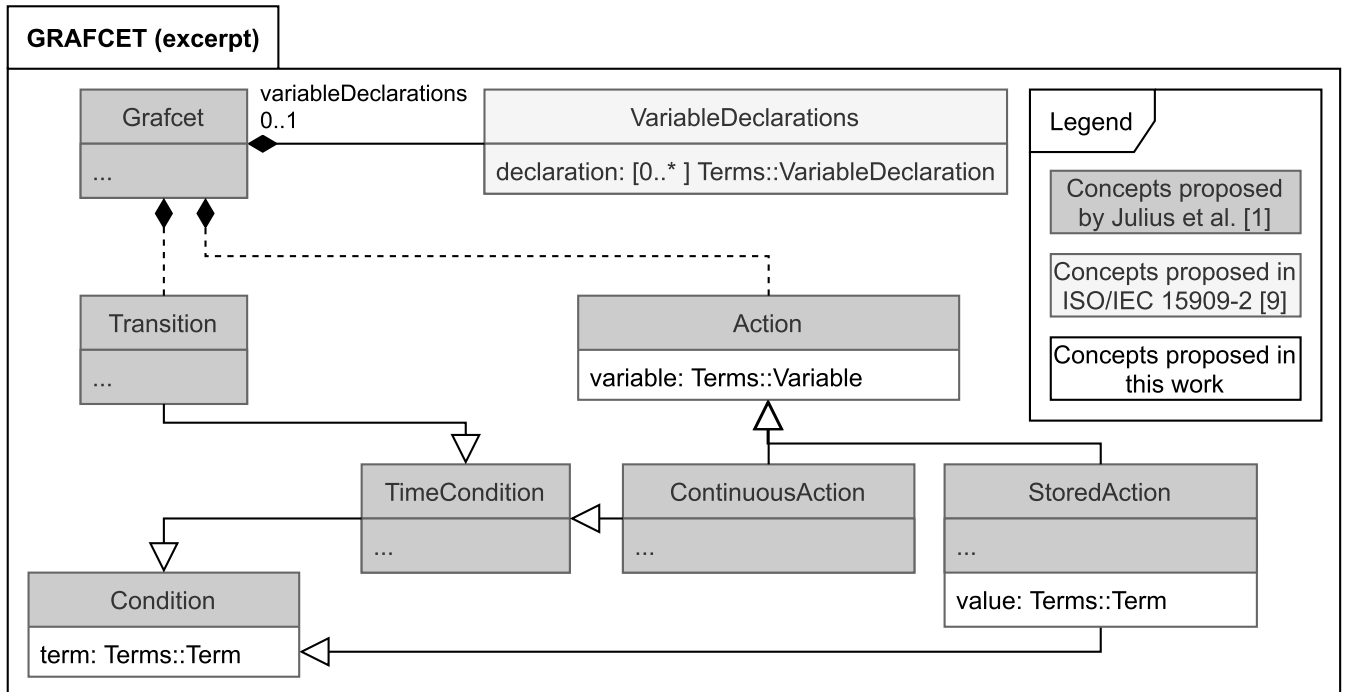 GRAFCET (excerpt)
variableDeclarations
0..1
Grafcet
...
VariableDeclarations
declaration: [0..* ] Terms::VariableDeclaration
Legend
Concepts proposed
by Julius et al. [1]
Concepts proposed in
ISO/IEC 15909-2 [9]
Concepts proposed in
this work
Transition
...
Action
variable: Terms::Variable
TimeCondition
...
ContinuousAction
...
StoredAction
...
value: Terms::Term
Condition
term: Terms::Term